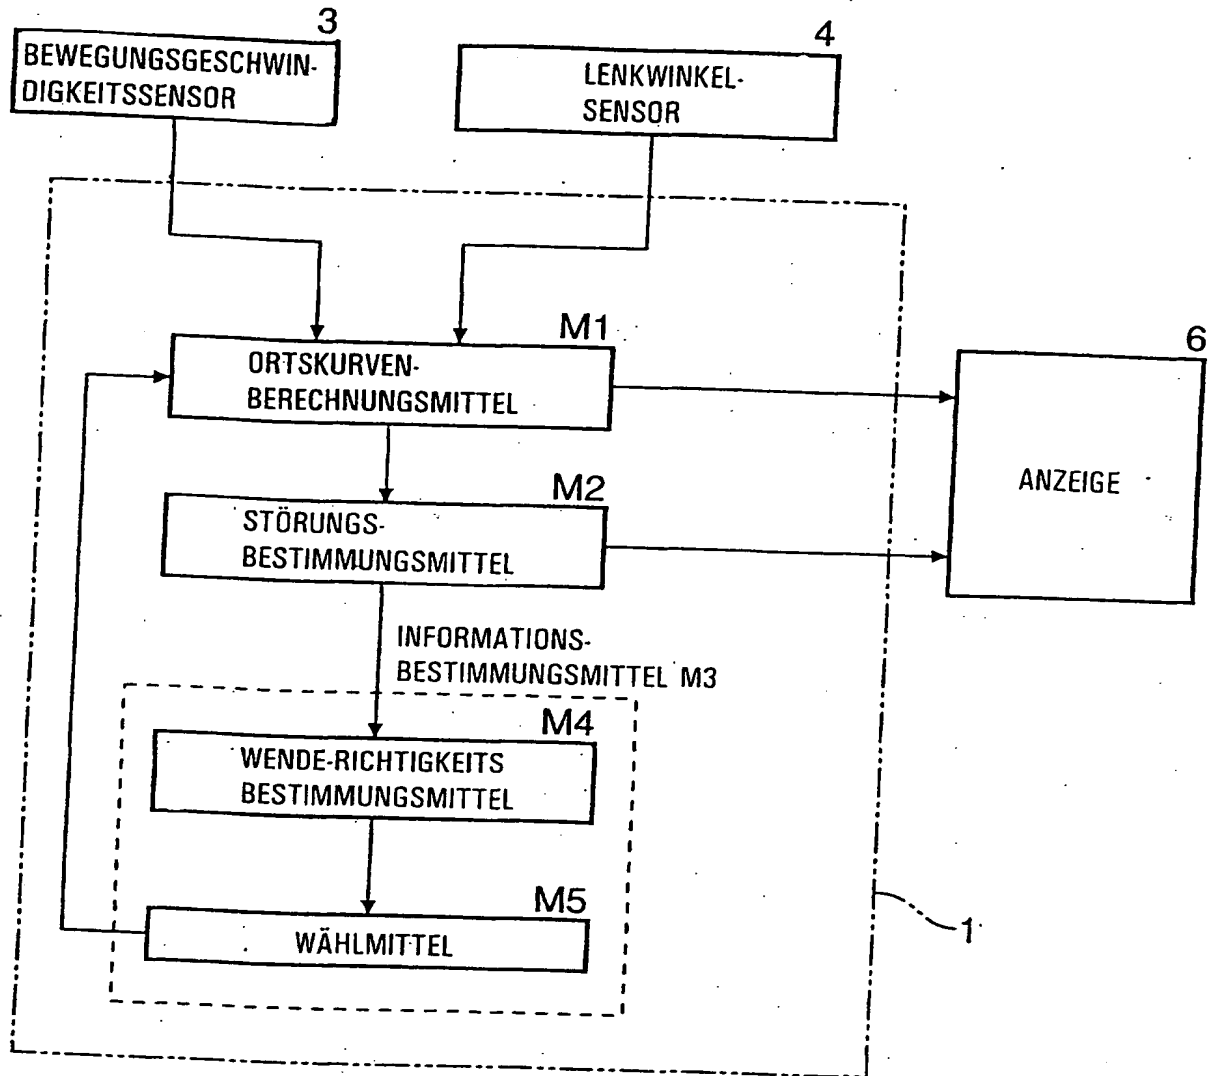 3
BEWEGUNGSGESCHWIN-
DIGKEITSSENSOR
4
LENKWINKEL-
SENSOR
M1
ORTSKURVEN-
BERECHNUNGSMITTEL
6
ANZEIGE
M2
STÖRUNGS-
BESTIMMUNGSMITTEL
INFORMATIONS-
BESTIMMUNGSMITTEL M3
M4
WENDE-RICHTIGKEITS
BESTIMMUNGSMITTEL
M5
WÄHLMITTEL
1